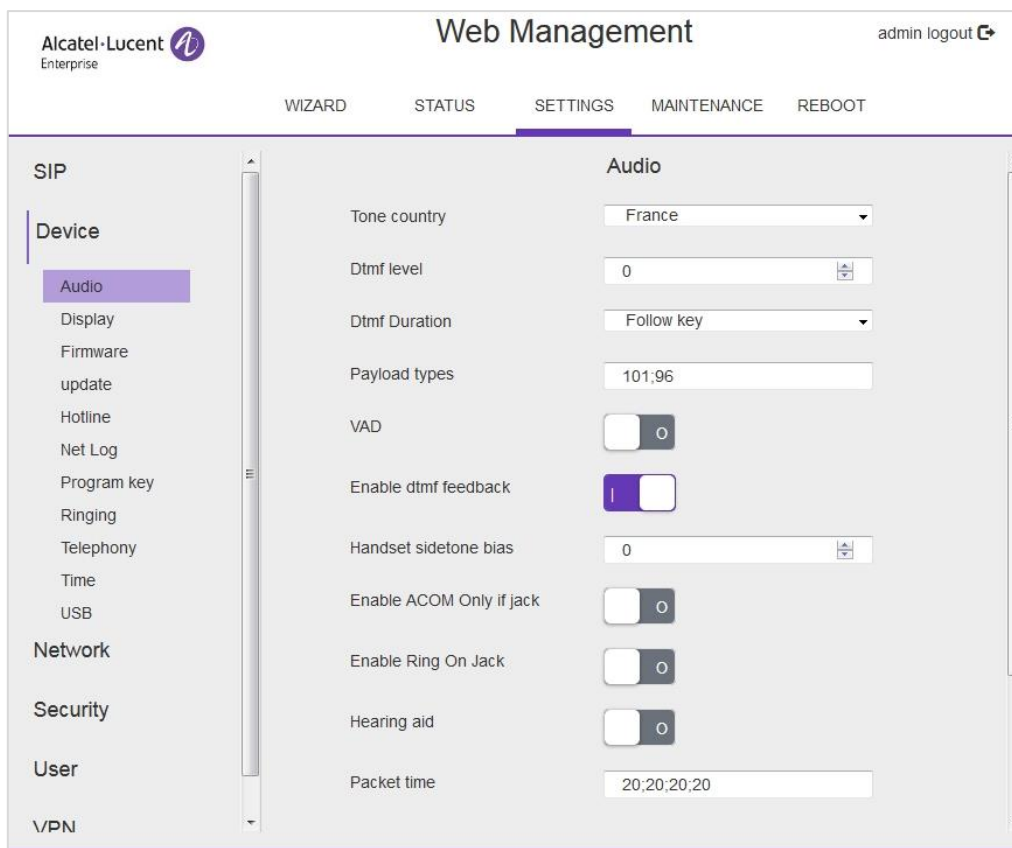 Alcatel·Lucent
Enterprise
Web Management
admin logout
WIZARD STATUS SETTINGS MAINTENANCE REBOOT
SIP
Device
Audio
Display
Firmware
update
Hotline
Net Log
Program key
Ringing
Telephony
Time
USB
Network
Security
User
VPN
Audio
Tone country France
Dtmf level 0
Dtmf Duration Follow key
Payload types 101;96
VAD O
Enable dtmf feedback |
Handset sidetone bias 0
Enable ACOM Only if jack O
Enable Ring On Jack O
Hearing aid O
Packet time 20;20;20;20